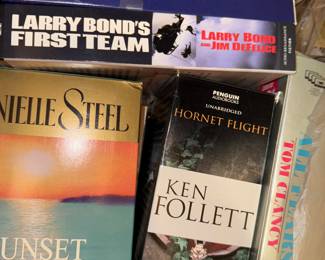 LARRY BOND'S
FIRST TEAM
LARRY BOND
AND JIM DEFELICE
NIELLE STEEL
UNSET
PENGUIN
AUDIOBOOKS
UNABRIDGED
HORNET FLIGHT
KEN
FOLLETT
TOM CLANCY